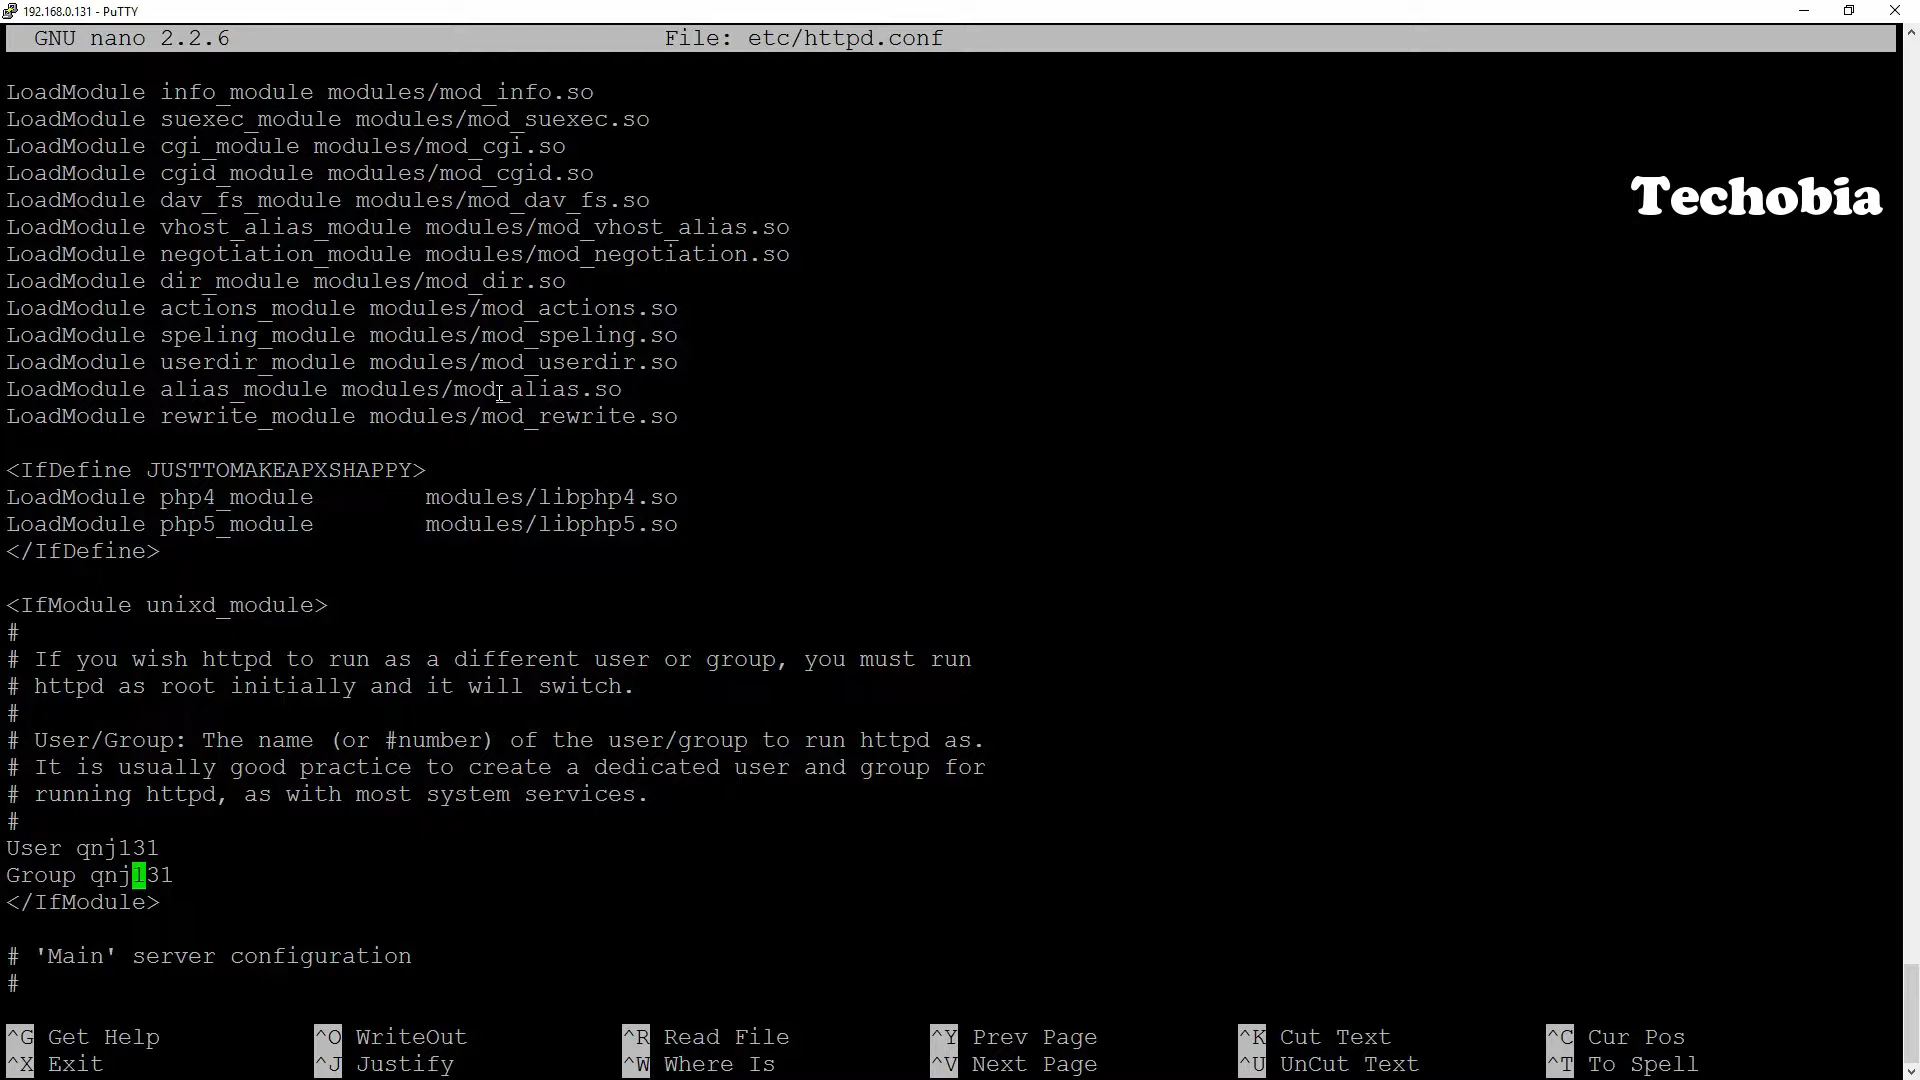 192.168.0.131 - PuTTY
GNU nano 2.2.6 File: etc/httpd.conf
LoadModule info_module modules/mod_info.so
LoadModule suexec_module modules/mod_suexec.so
LoadModule cgi_module modules/mod_cgi.so
LoadModule cgid_module modules/mod_cgid.so
LoadModule dav_fs_module modules/mod_dav_fs.so
LoadModule vhost_alias_module modules/mod_vhost_alias.so
LoadModule negotiation_module modules/mod_negotiation.so
LoadModule dir_module modules/mod_dir.so
LoadModule actions_module modules/mod_actions.so
LoadModule speling_module modules/mod_speling.so
LoadModule userdir_module modules/mod_userdir.so
LoadModule alias_module modules/mod_alias.so
LoadModule rewrite_module modules/mod_rewrite.so
Techobia
<IfDefine JUSTTOMAKEAPXSHAPPY>
LoadModule php4_module        modules/libphp4.so
LoadModule php5_module        modules/libphp5.so
</IfDefine>
<IfModule unixd_module>
#
# If you wish httpd to run as a different user or group, you must run
# httpd as root initially and it will switch.
#
# User/Group: The name (or #number) of the user/group to run httpd as.
# It is usually good practice to create a dedicated user and group for
# running httpd, as with most system services.
#
User qnj131
Group qnj131
</IfModule>
# 'Main' server configuration
#
^G Get Help ^O WriteOut ^R Read File ^Y Prev Page ^K Cut Text ^C Cur Pos
^X Exit ^J Justify ^W Where Is ^V Next Page ^U UnCut Text ^T To Spell